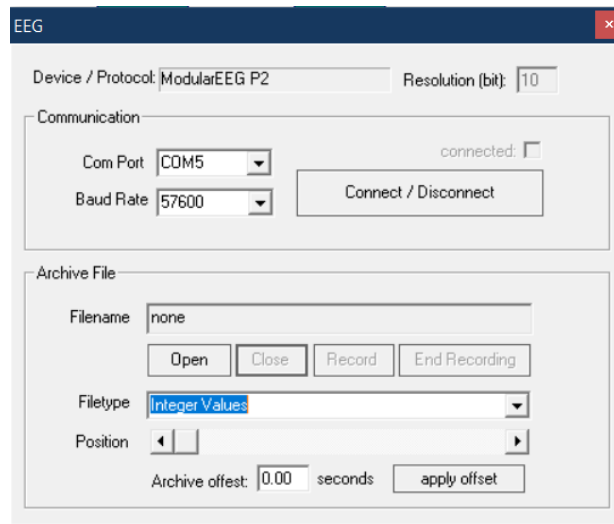 EEG
Device / Protocol: ModularEEG P2 Resolution (bit): 10
Communication
connected:
Com Port COM5
Connect / Disconnect
Baud Rate 57600
Archive File
Filename none
Open Close Record End Recording
Filetype Integer Values
Position
Archive offest: 0.00 seconds apply offset